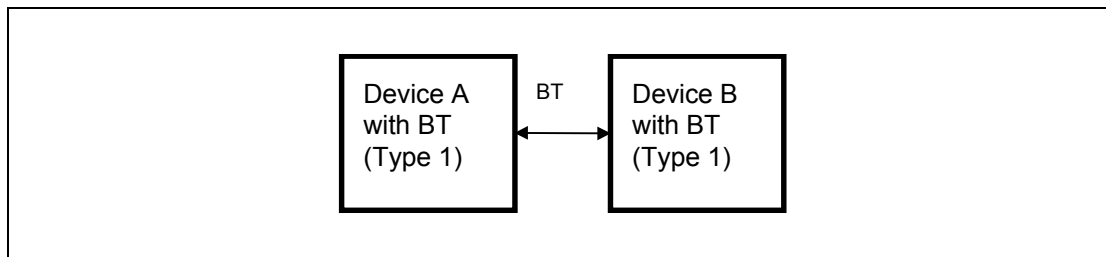 Device A
with BT
(Type 1)
BT
Device B
with BT
(Type 1)